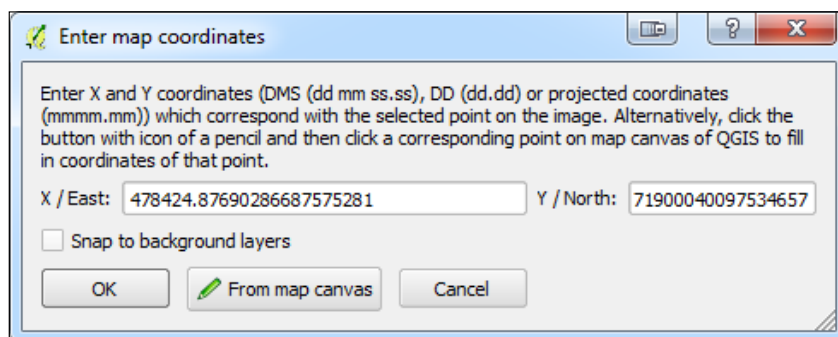 Enter map coordinates
Enter X and Y coordinates (DMS (dd mm ss.ss), DD (dd.dd) or projected coordinates
(mmmm.mm)) which correspond with the selected point on the image. Alternatively, click the
button with icon of a pencil and then click a corresponding point on map canvas of QGIS to fill
in coordinates of that point.
X / East: 478424.87690286687575281 Y / North: 71900040097534657
Snap to background layers
OK From map canvas Cancel